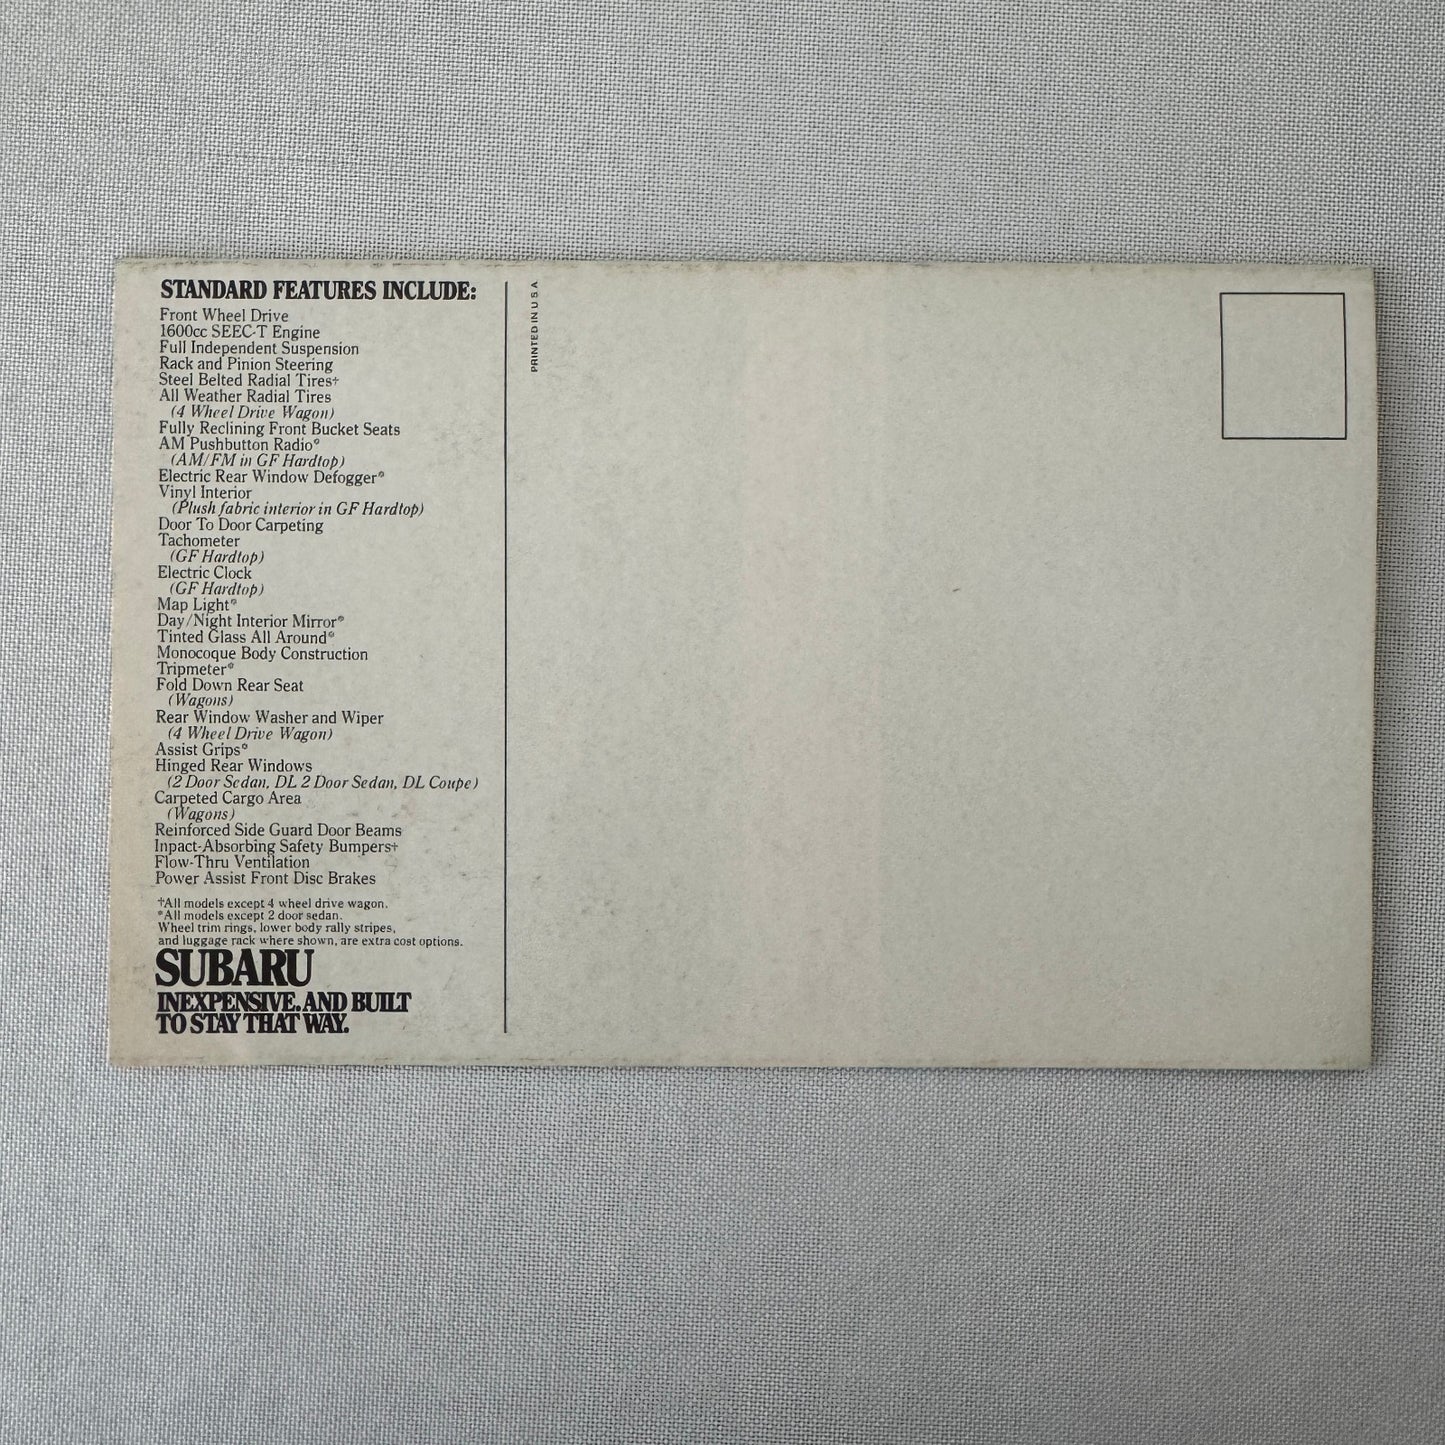 STANDARD FEATURES INCLUDE:
Front Wheel Drive
1600cc SEEC-T Engine
Full Independent Suspension
Rack and Pinion Steering
Steel Belted Radial Tires†
All Weather Radial Tires
(4 Wheel Drive Wagon)
Fully Reclining Front Bucket Seats
AM Pushbutton Radio*
(AM/FM in GF Hardtop)
Electric Rear Window Defogger*
Vinyl Interior
(Plush fabric interior in GF Hardtop)
Door To Door Carpeting
Tachometer
(GF Hardtop)
Electric Clock
(GF Hardtop)
Map Light*
Day/Night Interior Mirror*
Tinted Glass All Around*
Monocoque Body Construction
Tripmeter*
Fold Down Rear Seat
(Wagons)
Rear Window Washer and Wiper
(4 Wheel Drive Wagon)
Assist Grips*
Hinged Rear Windows
(2 Door Sedan, DL 2 Door Sedan, DL Coupe)
Carpeted Cargo Area
(Wagons)
Reinforced Side Guard Door Beams
Inpact-Absorbing Safety Bumpers†
Flow-Thru Ventilation
Power Assist Front Disc Brakes
†All models except 4 wheel drive wagon.
*All models except 2 door sedan.
Wheel trim rings, lower body rally stripes,
and luggage rack where shown, are extra cost options.
SUBARU
INEXPENSIVE. AND BUILT
TO STAY THAT WAY.
PRINTED IN U S A